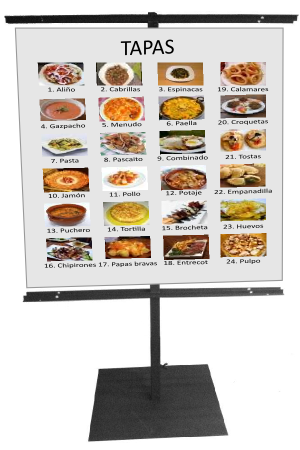 TAPAS
1. Aliño 2. Cabrillas 3. Espinacas 19. Calamares
4. Gazpacho 5. Menudo 6. Paella 20. Croquetas
7. Pasta 8. Pascaito 9. Combinado 21. Tostas
10. Jamón 11. Pollo 12. Potaje 22. Empanadilla
13. Puchero 14. Tortilla 15. Brocheta 23. Huevos
16. Chipirones 17. Papas bravas 18. Entrecot 24. Pulpo